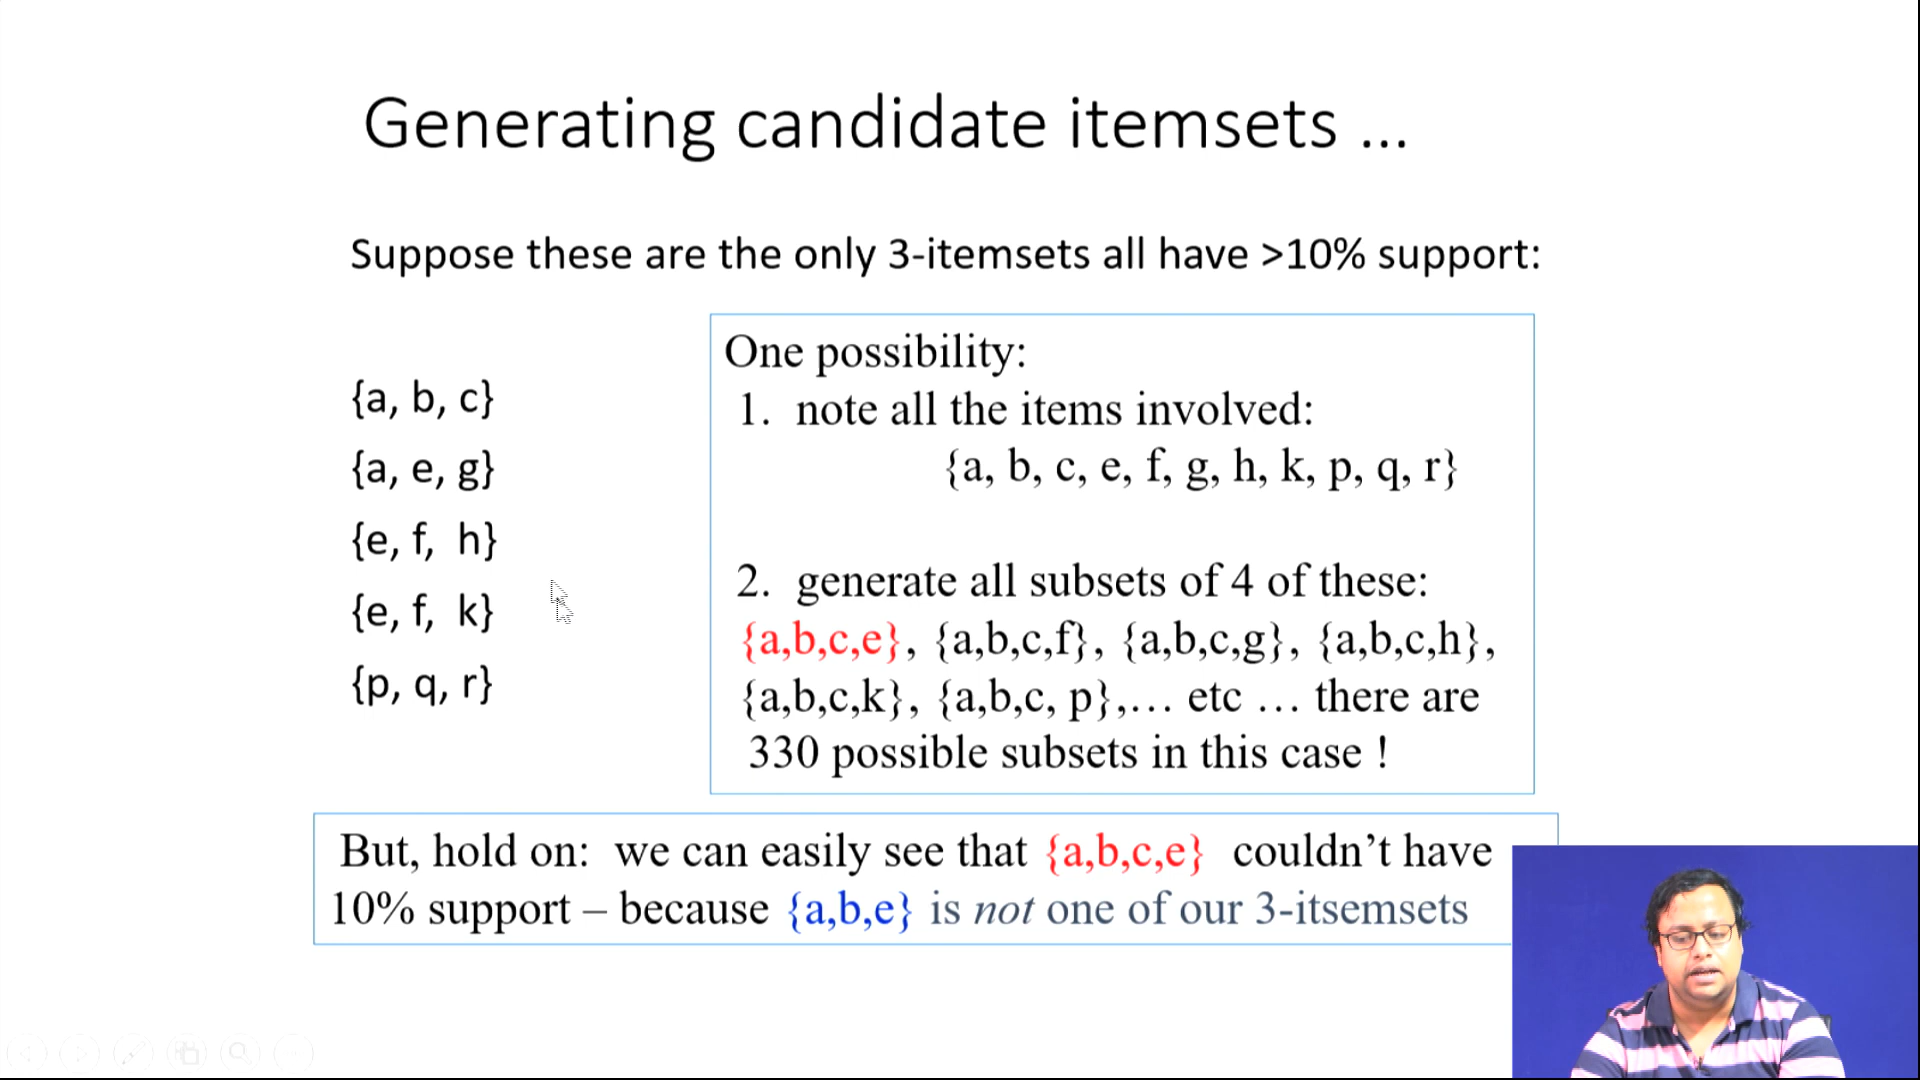 Generating candidate itemsets ...
Suppose these are the only 3-itemsets all have >10% support:
{a, b, c}
{a, e, g}
{e, f, h}
{e, f, k}
{p, q, r}
One possibility:
1. note all the items involved:
{a, b, c, e, f, g, h, k, p, q, r}
2. generate all subsets of 4 of these:
{a,b,c,e}, {a,b,c,f}, {a,b,c,g}, {a,b,c,h},
{a,b,c,k}, {a,b,c, p},... etc ... there are
330 possible subsets in this case !
But, hold on: we can easily see that {a,b,c,e} couldn't have
10% support – because {a,b,e} is not one of our 3-itsemsets